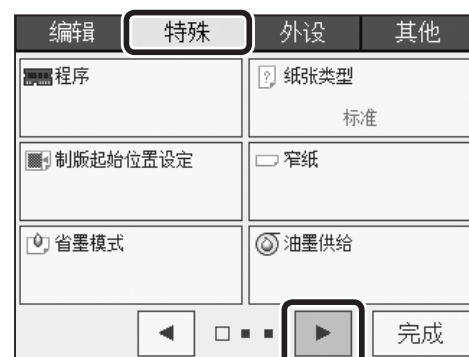 编辑 特殊 外设 其他
程序 纸张类型
标准
制版起始位置设定 窄纸
省墨模式 油墨供给
完成